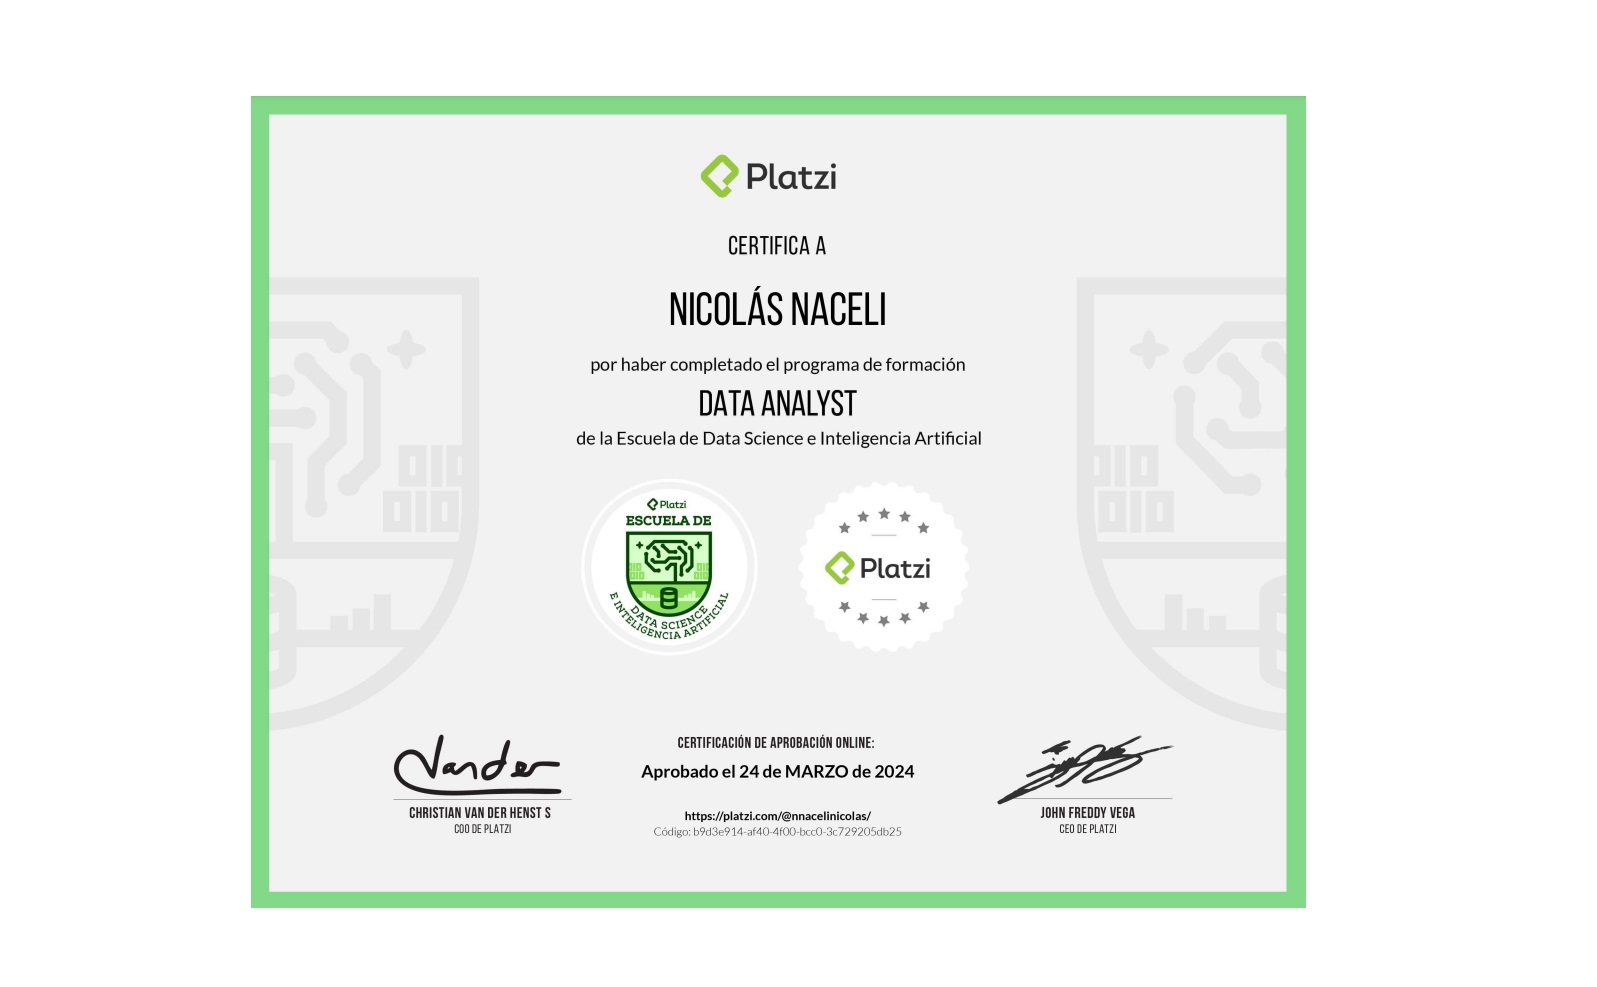 Platzi
CERTIFICA A
NICOLÁS NACELI
por haber completado el programa de formación
DATA ANALYST
de la Escuela de Data Science e Inteligencia Artificial
Platzi
ESCUELA DE
DATA SCIENCE
E INTELIGENCIA ARTIFICIAL
Platzi
Vander
CHRISTIAN VAN DER HENST S
COO DE PLATZI
CERTIFICACIÓN DE APROBACIÓN ONLINE:
Aprobado el 24 de MARZO de 2024
https://platzi.com/@nnacelinicolas/
Código: b9d3e914-af40-4f00-bcc0-3c729205db25
JOHN FREDDY VEGA
CEO DE PLATZI